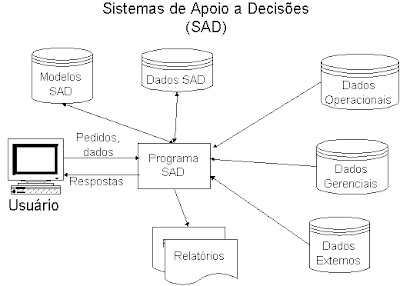 Sistemas de Apoio a Decisões
(SAD)
Modelos
SAD
Dados SAD
Dados
Operacionais
Pedidos,
dados
Programa
SAD
Respostas
Dados
Gerenciais
Usuário
Relatórios
Dados
Externos